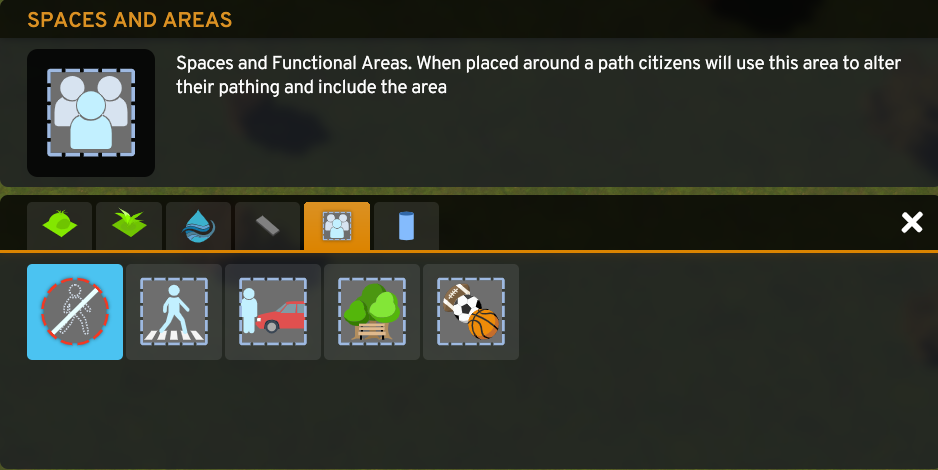 SPACES AND AREAS
Spaces and Functional Areas. When placed around a path citizens will use this area to alter
their pathing and include the area